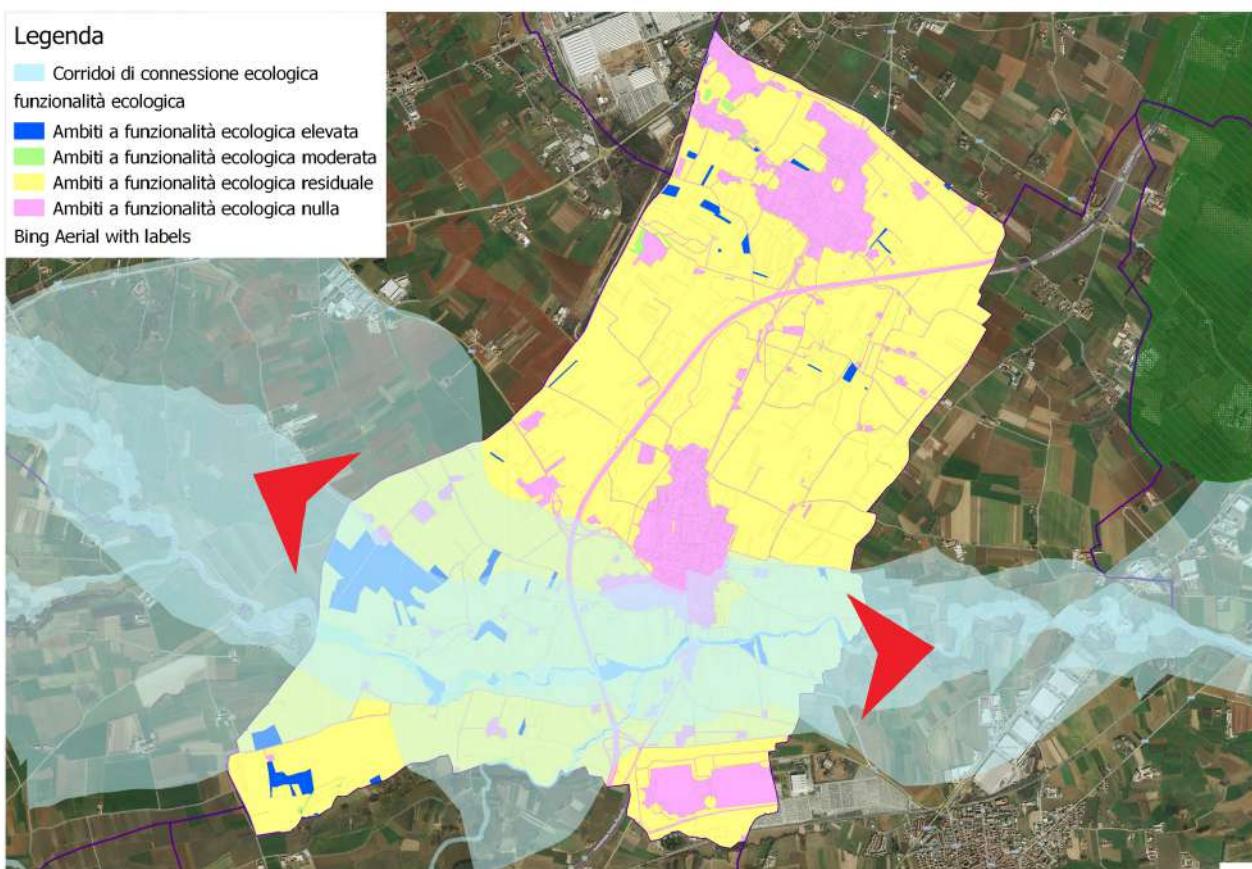 Legenda
Corridoi di connessione ecologica
funzionalità ecologica
Ambiti a funzionalità ecologica elevata
Ambiti a funzionalità ecologica moderata
Ambiti a funzionalità ecologica residuale
Ambiti a funzionalità ecologica nulla
Bing Aerial with labels